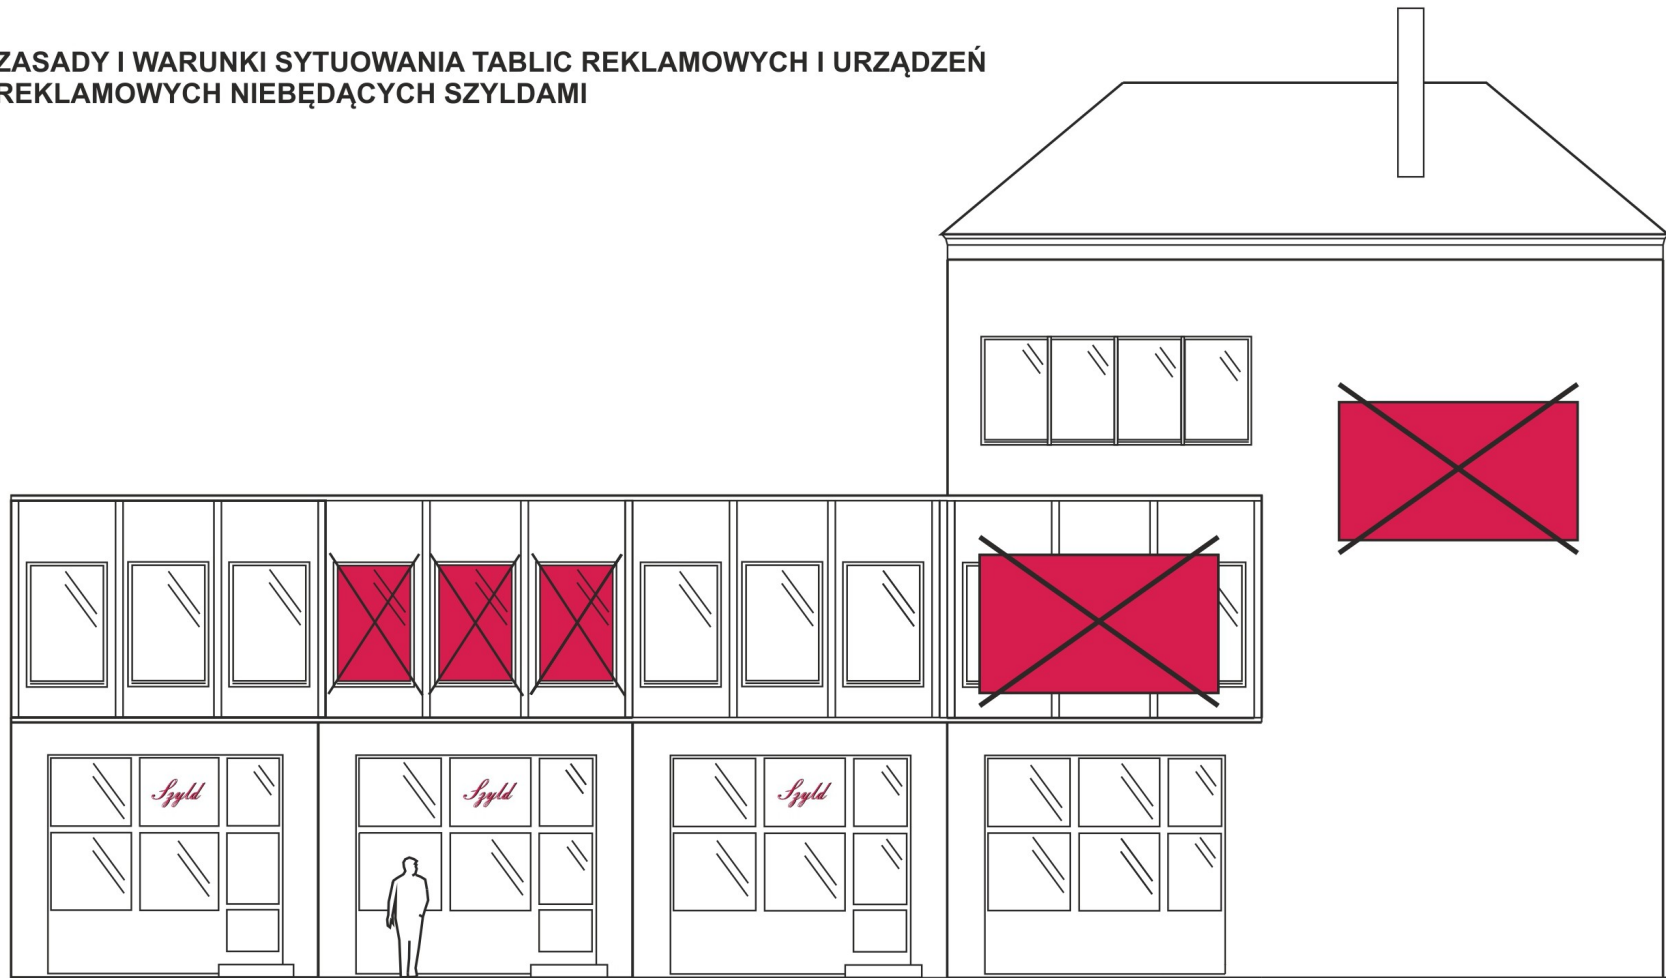 ZASADY I WARUNKI SYTUOWANIA TABLIC REKLAMOWYCH I URZĄDZEŃ
REKLAMOWYCH NIEBĘDĄCYCH SZYLDAMI
Szyld
Szyld
Szyld